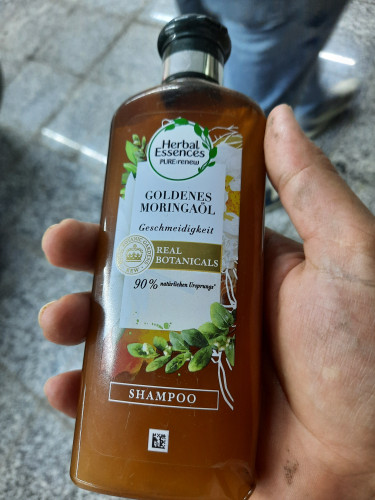 Herbal
Essences
PURE:renew
GOLDENES
MORINGAÖL
Geschmeidigkeit
REAL
BOTANICALS
90% natürlichen Ursprungs*
SHAMPOO